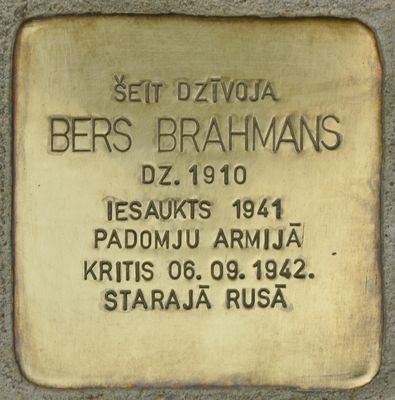 ŠEIT DZĪVOJA
BERS BRAHMANS
DZ. 1910
IESAUKTS 1941
PADOMJU ARMIJĀ
KRITIS 06. 09. 1942.
STARAJĀ RUSĀ